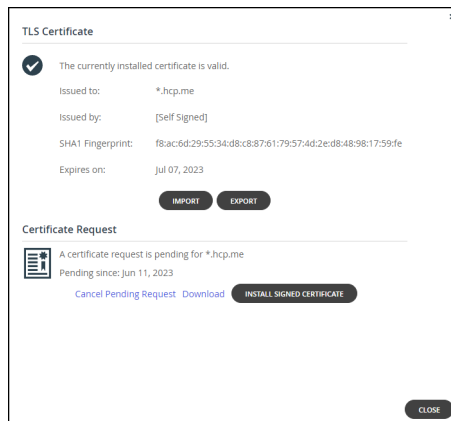 TLS Certificate
The currently installed certificate is valid.
Issued to: *.hcp.me
Issued by: [Self Signed]
SHA1 Fingerprint: f8:ac:6d:29:55:34:d8:c8:87:61:79:57:4d:2e:d8:48:98:17:59:fe
Expires on: Jul 07, 2023
IMPORT EXPORT
Certificate Request
A certificate request is pending for *.hcp.me
Pending since: Jun 11, 2023
Cancel Pending Request Download INSTALL SIGNED CERTIFICATE
CLOSE